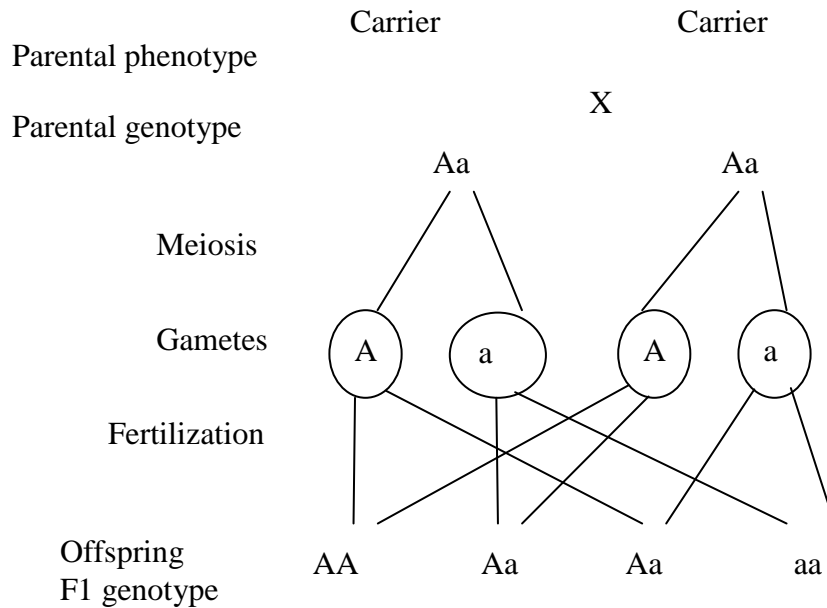 Carrier Carrier
Parental phenotype
X
Parental genotype
Aa Aa
Meiosis
Gametes A a A a
Fertilization
Offspring
AA Aa Aa aa
F1 genotype